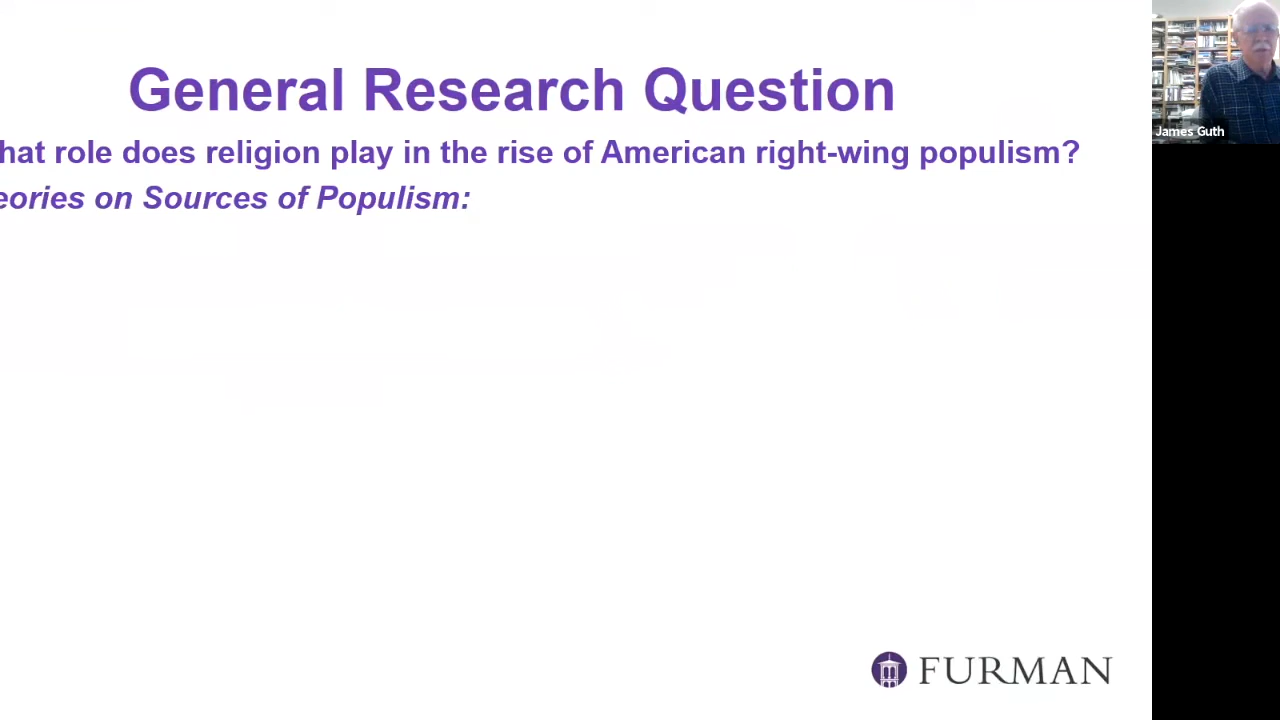 General Research Question
hat role does religion play in the rise of American right-wing populism?
eories on Sources of Populism:
James Guth
FURMAN